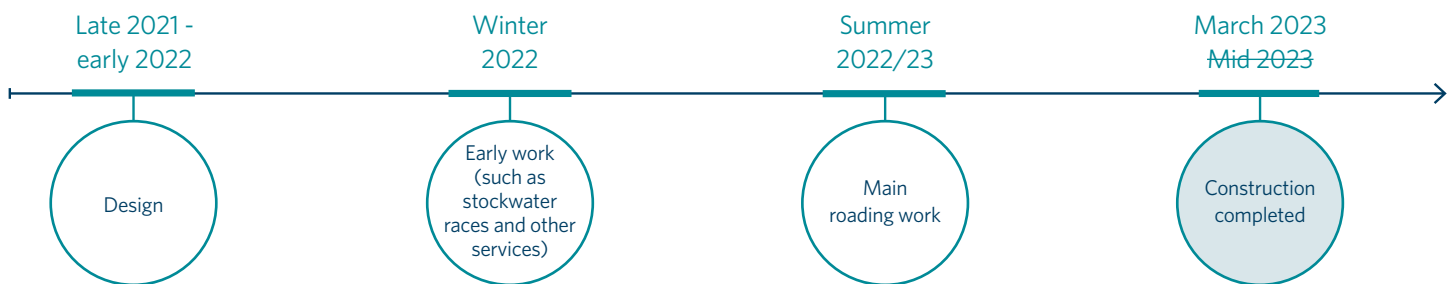 Late 2021 -
early 2022
Winter
2022
Summer
2022/23
March 2023
Mid 2023
Design
Early work
(such as
stockwater
races and other
services)
Main
roading work
Construction
completed